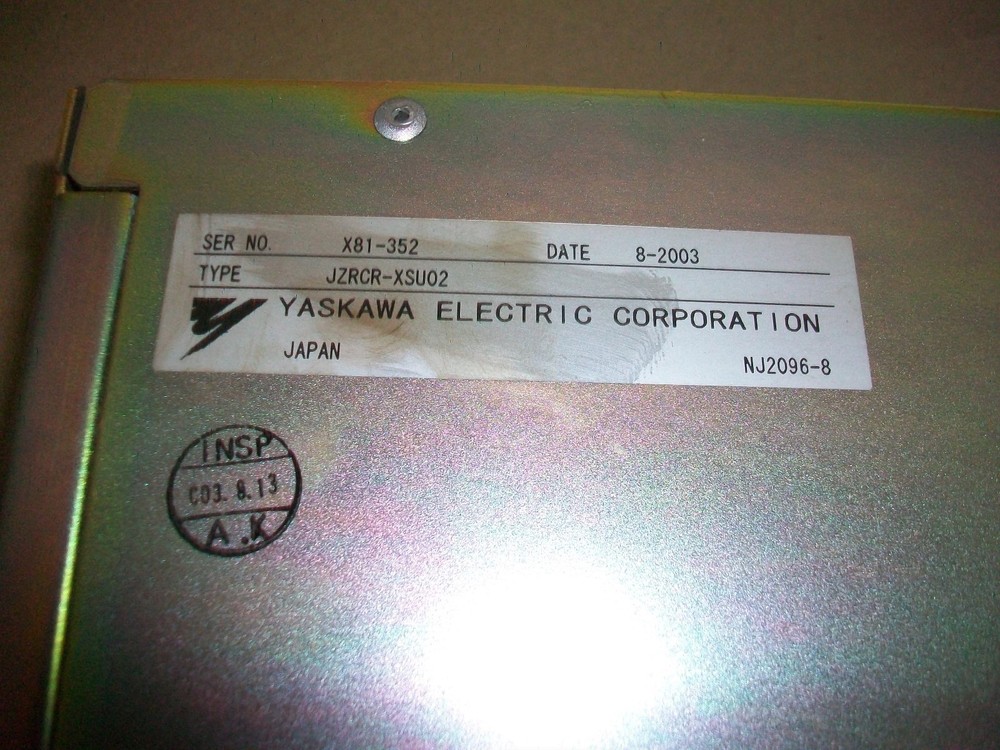 SER NO. X81-352 DATE 8-2003
TYPE JZRCR-XSU02
YASKAWA ELECTRIC CORPORATION
JAPAN NJ2096-8
INSP
C03.8.13
A.K